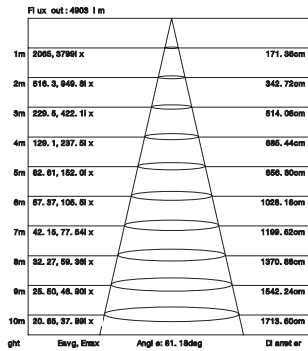 Flux out: 4903 lm
1m 2065, 3799lx 171.36cm
2m 516.3, 949.8lx 342.72cm
3m 229.5, 422.1lx 514.08cm
4m 129.1, 237.5lx 685.44cm
5m 82.61, 152.0lx 856.80cm
6m 57.37, 105.5lx 1028.16cm
7m 42.15, 77.54lx 1199.52cm
8m 32.27, 59.36lx 1370.88cm
9m 25.50, 46.90lx 1542.24cm
10m 20.65, 37.99lx 1713.60cm
ght Eavg, Emax Angle: 81.18deg Diameter